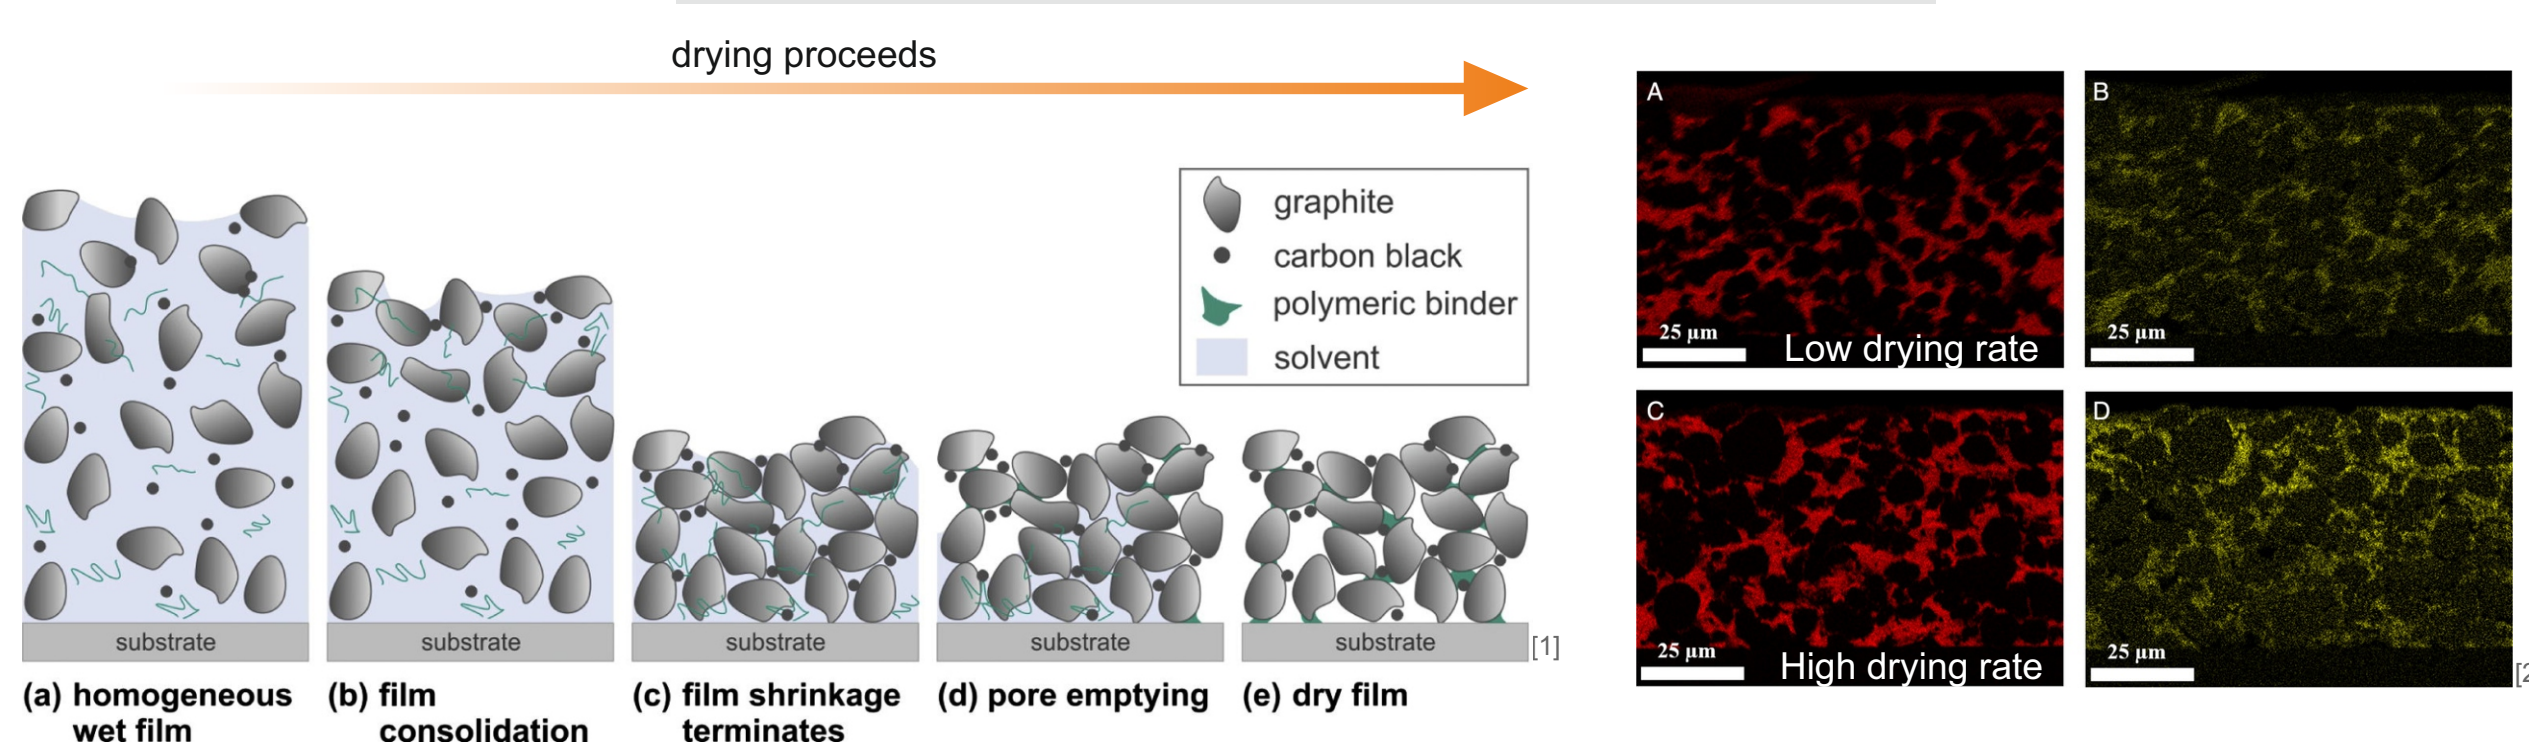 drying proceeds
graphite
carbon black
polymeric binder
solvent
substrate
substrate
substrate
substrate
substrate
[1]
(a) homogeneous
wet film
(b) film
consolidation
(c) film shrinkage
terminates
(d) pore emptying
(e) dry film
A
25 µm
Low drying rate
B
25 µm
C
25 µm
High drying rate
D
25 µm
[2